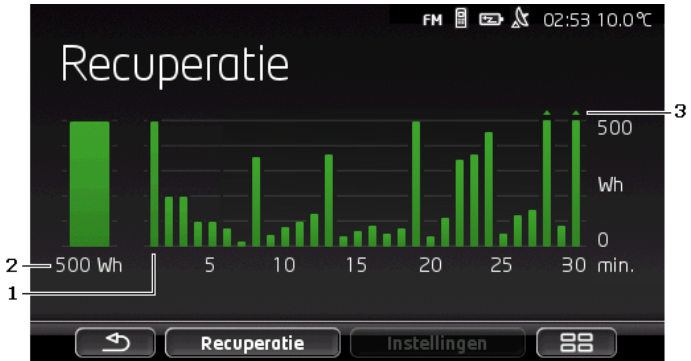 FM 02:53 10.0°C
Recuperatie
3
500
Wh
0
2 500 Wh 5 10 15 20 25 30 min.
1
Recuperatie Instellingen